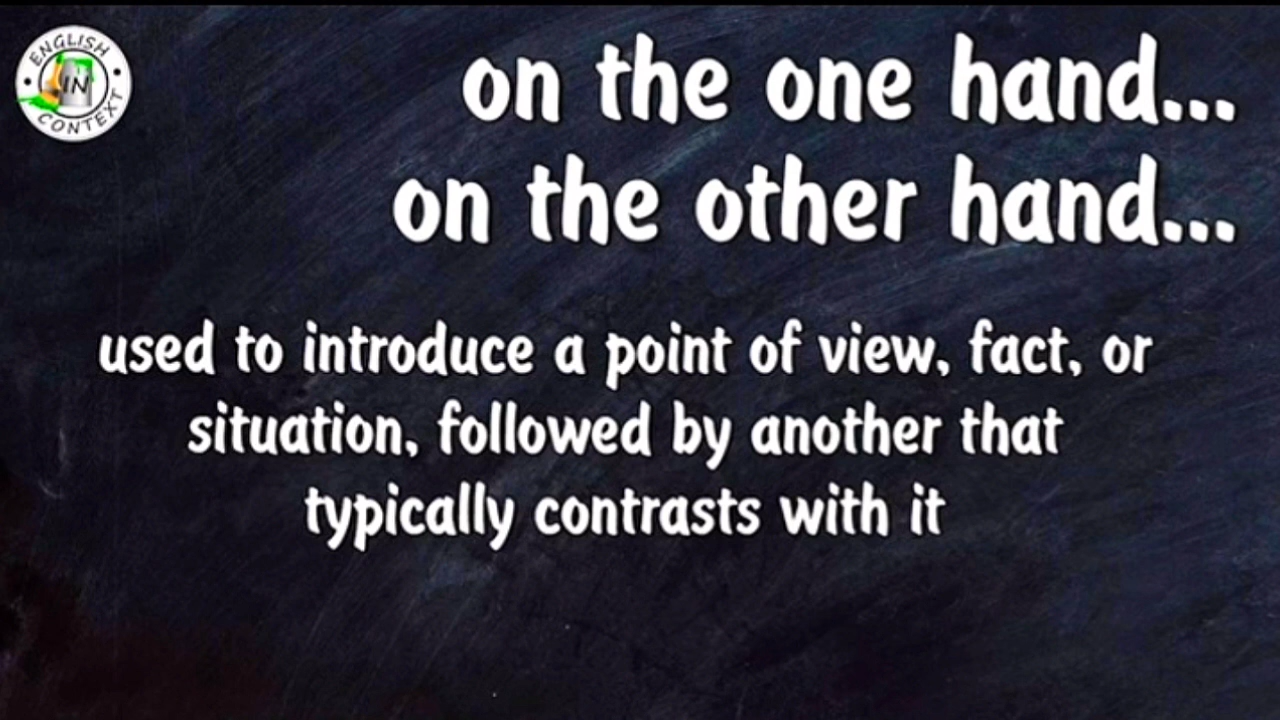 ENGLISH
IN
CONTEXT
on the one hand...
on the other hand...
used to introduce a point of view, fact, or
situation, followed by another that
typically contrasts with it